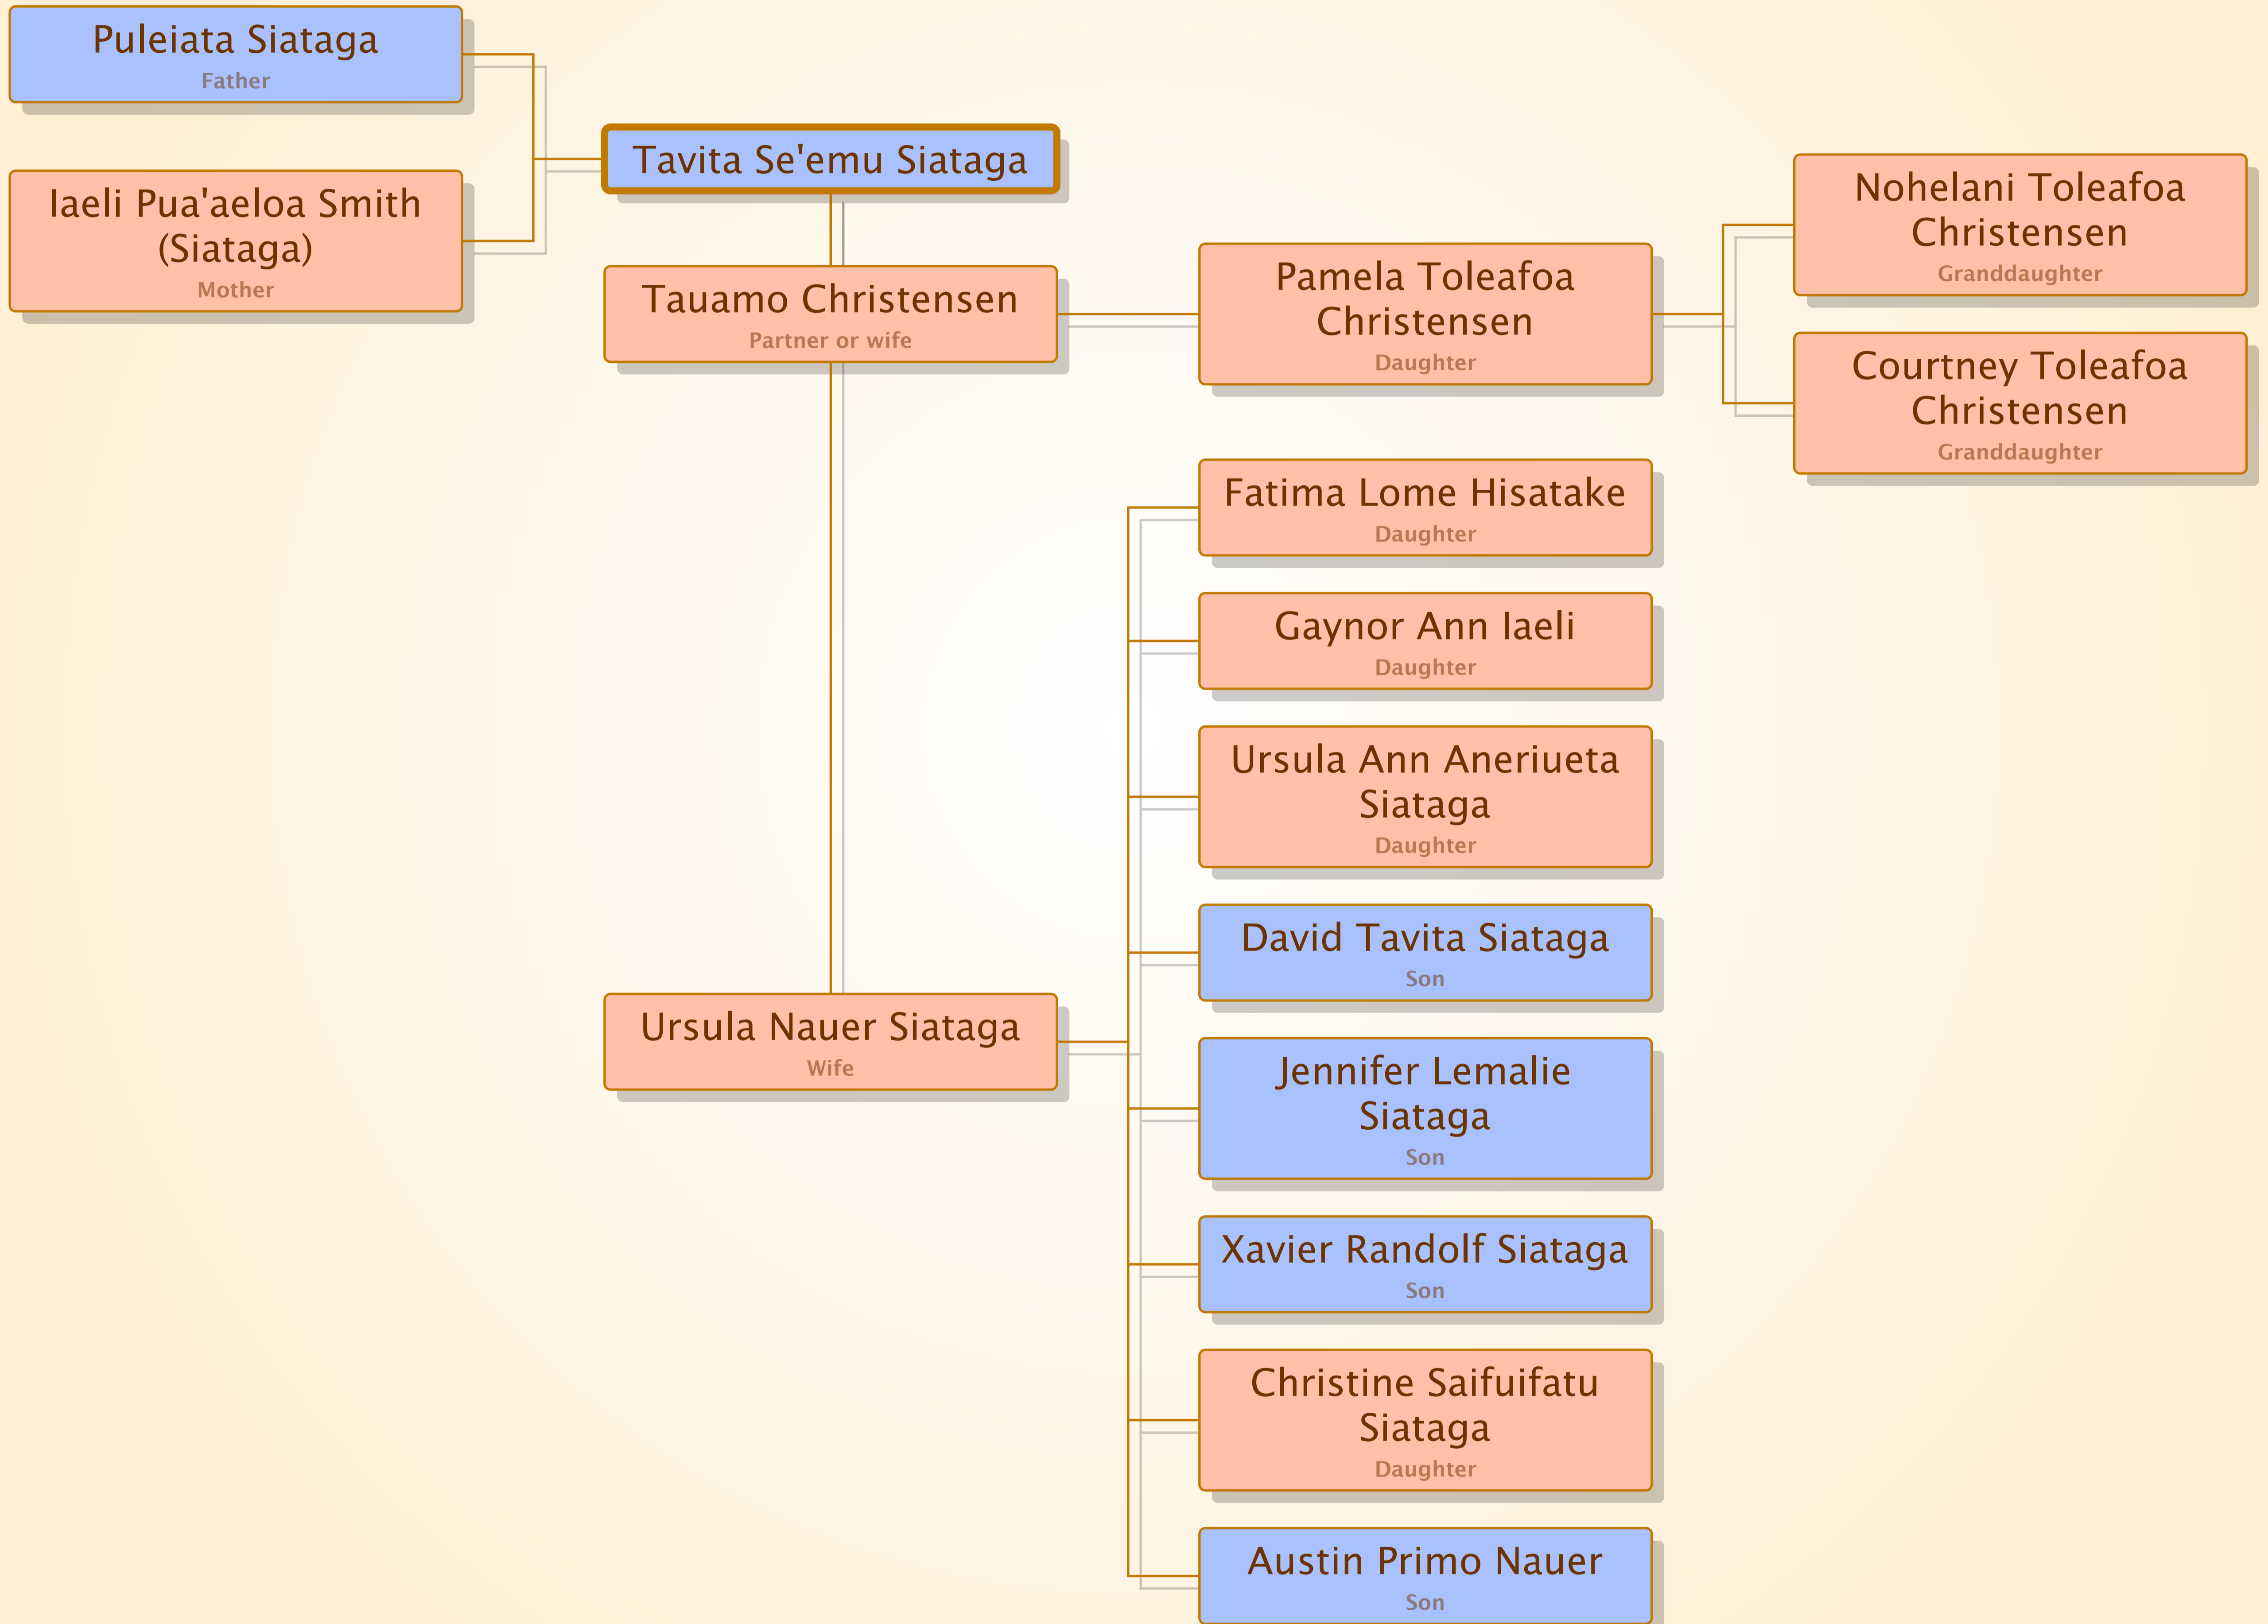 Puleiata Siataga
Father
Iaeli Pua'aeloa Smith
(Siataga)
Mother
Tavita Se'emu Siataga
Tauamo Christensen
Partner or wife
Pamela Toleafoa
Christensen
Daughter
Nohelani Toleafoa
Christensen
Granddaughter
Courtney Toleafoa
Christensen
Granddaughter
Ursula Nauer Siataga
Wife
Fatima Lome Hisatake
Daughter
Gaynor Ann Iaeli
Daughter
Ursula Ann Aneriueta
Siataga
Daughter
David Tavita Siataga
Son
Jennifer Lemalie
Siataga
Son
Xavier Randolf Siataga
Son
Christine Saifuifatu
Siataga
Daughter
Austin Primo Nauer
Son